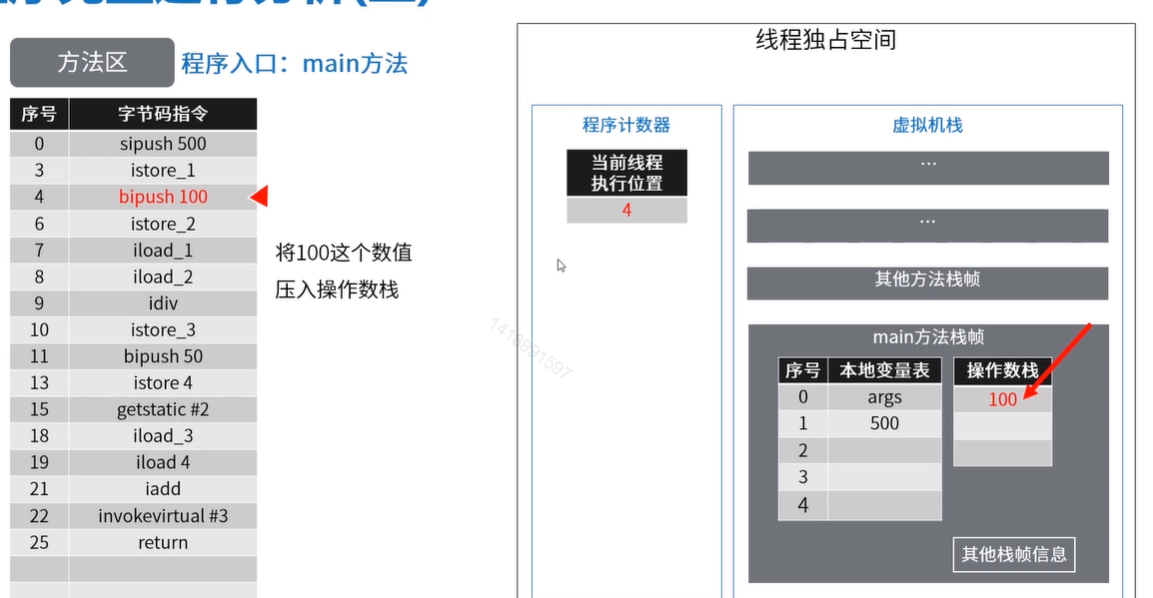 方法区
程序入口：main方法
序号 字节码指令
0 sipush 500
3 istore_1
4 bipush 100
6 istore_2
7 iload_1
8 iload_2
9 idiv
10 istore_3
11 bipush 50
13 istore 4
15 getstatic #2
18 iload_3
19 iload 4
21 iadd
22 invokevirtual #3
25 return
将100这个数值
压入操作数栈
1418991597
线程独占空间
程序计数器
当前线程
执行位置
4
虚拟机栈
...
...
其他方法栈帧
main方法栈帧
序号 本地变量表
0 args
1 500
2
3
4
操作数栈
100
其他栈帧信息